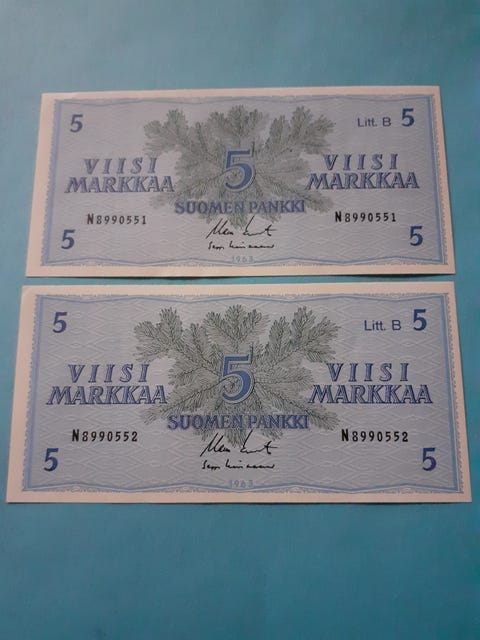 5 Litt. B 5
VIISI VIISI
MARKKAA 5 MARKKAA
SUOMEN PANKKI
N8990551 N8990551
5 5
1963
5 Litt. B 5
VIISI VIISI
MARKKAA 5 MARKKAA
SUOMEN PANKKI
N8990552 N8990552
5 5
1963